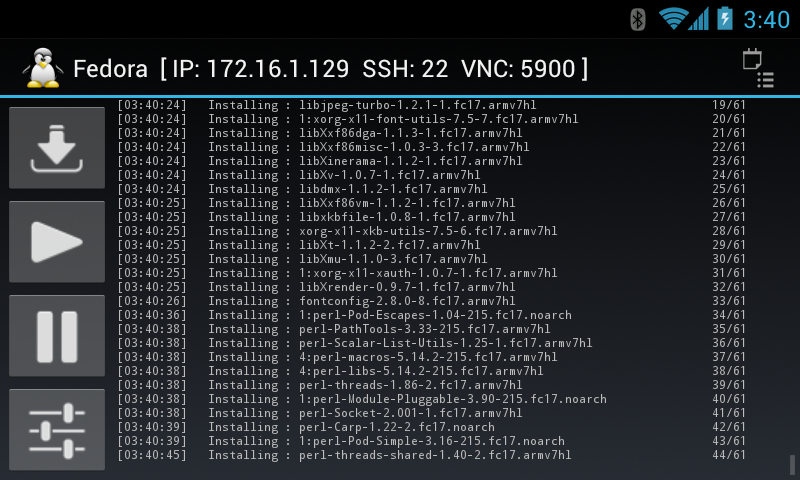 3:40
Fedora [ IP: 172.16.1.129 SSH: 22 VNC: 5900 ]
[03:40:24] Installing : libjpeg-turbo-1.2.1-1.fc17.armv7hl 19/61
[03:40:24] Installing : 1:xorg-x11-font-utils-7.5-7.fc17.armv7hl 20/61
[03:40:24] Installing : libXxf86dga-1.1.3-1.fc17.armv7hl 21/61
[03:40:24] Installing : libXxf86misc-1.0.3-3.fc17.armv7hl 22/61
[03:40:24] Installing : libXinerama-1.1.2-1.fc17.armv7hl 23/61
[03:40:24] Installing : libXv-1.0.7-1.fc17.armv7hl 24/61
[03:40:24] Installing : libdmx-1.1.2-1.fc17.armv7hl 25/61
[03:40:25] Installing : libXxf86vm-1.1.2-1.fc17.armv7hl 26/61
[03:40:25] Installing : libxkbfile-1.0.8-1.fc17.armv7hl 27/61
[03:40:25] Installing : xorg-x11-xkb-utils-7.5-6.fc17.armv7hl 28/61
[03:40:25] Installing : libXt-1.1.2-2.fc17.armv7hl 29/61
[03:40:25] Installing : libXmu-1.1.0-3.fc17.armv7hl 30/61
[03:40:25] Installing : 1:xorg-x11-xauth-1.0.7-1.fc17.armv7hl 31/61
[03:40:25] Installing : libXrender-0.9.7-1.fc17.armv7hl 32/61
[03:40:26] Installing : fontconfig-2.8.0-8.fc17.armv7hl 33/61
[03:40:36] Installing : 1:perl-Pod-Escapes-1.04-215.fc17.noarch 34/61
[03:40:38] Installing : perl-PathTools-3.33-215.fc17.armv7hl 35/61
[03:40:38] Installing : perl-Scalar-List-Utils-1.25-1.fc17.armv7hl 36/61
[03:40:38] Installing : 4:perl-macros-5.14.2-215.fc17.armv7hl 37/61
[03:40:38] Installing : 4:perl-libs-5.14.2-215.fc17.armv7hl 38/61
[03:40:38] Installing : perl-threads-1.86-2.fc17.armv7hl 39/61
[03:40:38] Installing : 1:perl-Module-Pluggable-3.90-215.fc17.noarch 40/61
[03:40:38] Installing : perl-Socket-2.001-1.fc17.armv7hl 41/61
[03:40:39] Installing : perl-Carp-1.22-2.fc17.noarch 42/61
[03:40:39] Installing : 1:perl-Pod-Simple-3.16-215.fc17.noarch 43/61
[03:40:45] Installing : perl-threads-shared-1.40-2.fc17.armv7hl 44/61